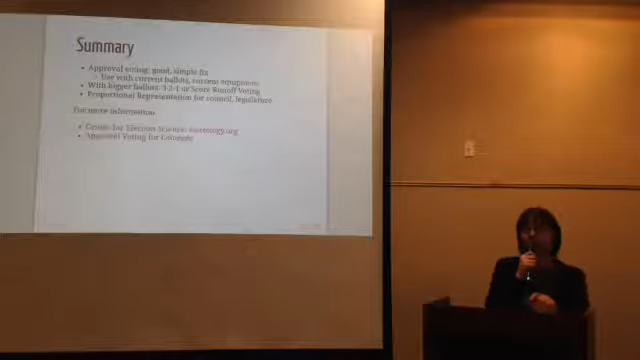 Summary
• Approval voting: good, simple fix
◦ Use with current ballots, current equipment
• With bigger ballots: 3-2-1 or Score Runoff Voting
• Proportional Representation for council, legislature
For more information
• Center for Election Science: electology.org
• Approval Voting for Colorado